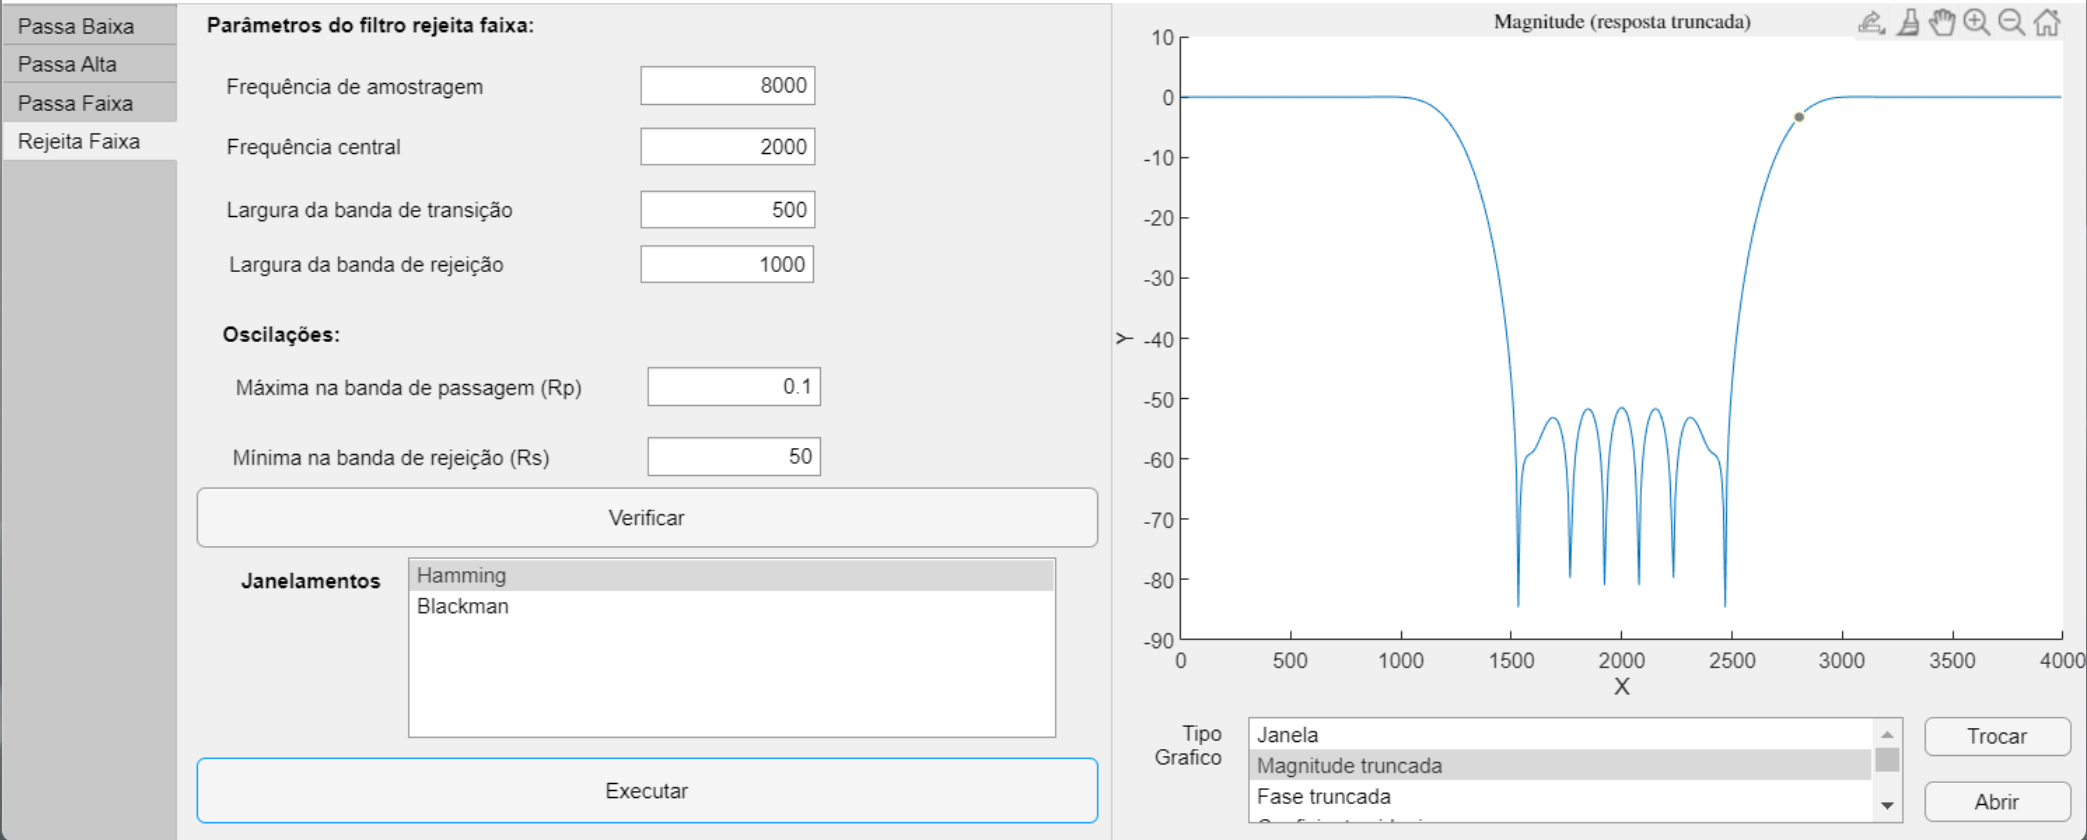 Passa Baixa
Passa Alta
Passa Faixa
Rejeita Faixa
Parâmetros do filtro rejeita faixa:
Frequência de amostragem 8000
Frequência central 2000
Largura da banda de transição 500
Largura da banda de rejeição 1000
Oscilações:
Máxima na banda de passagem (Rp) 0.1
Mínima na banda de rejeição (Rs) 50
Verificar
Janelamentos
Hamming
Blackman
Executar
Magnitude (resposta truncada)
10
0
-10
-20
-30
Y
-40
-50
-60
-70
-80
-90
0 500 1000 1500 2000 2500 3000 3500 4000
X
Tipo
Grafico
Janela
Magnitude truncada
Fase truncada
Trocar
Abrir